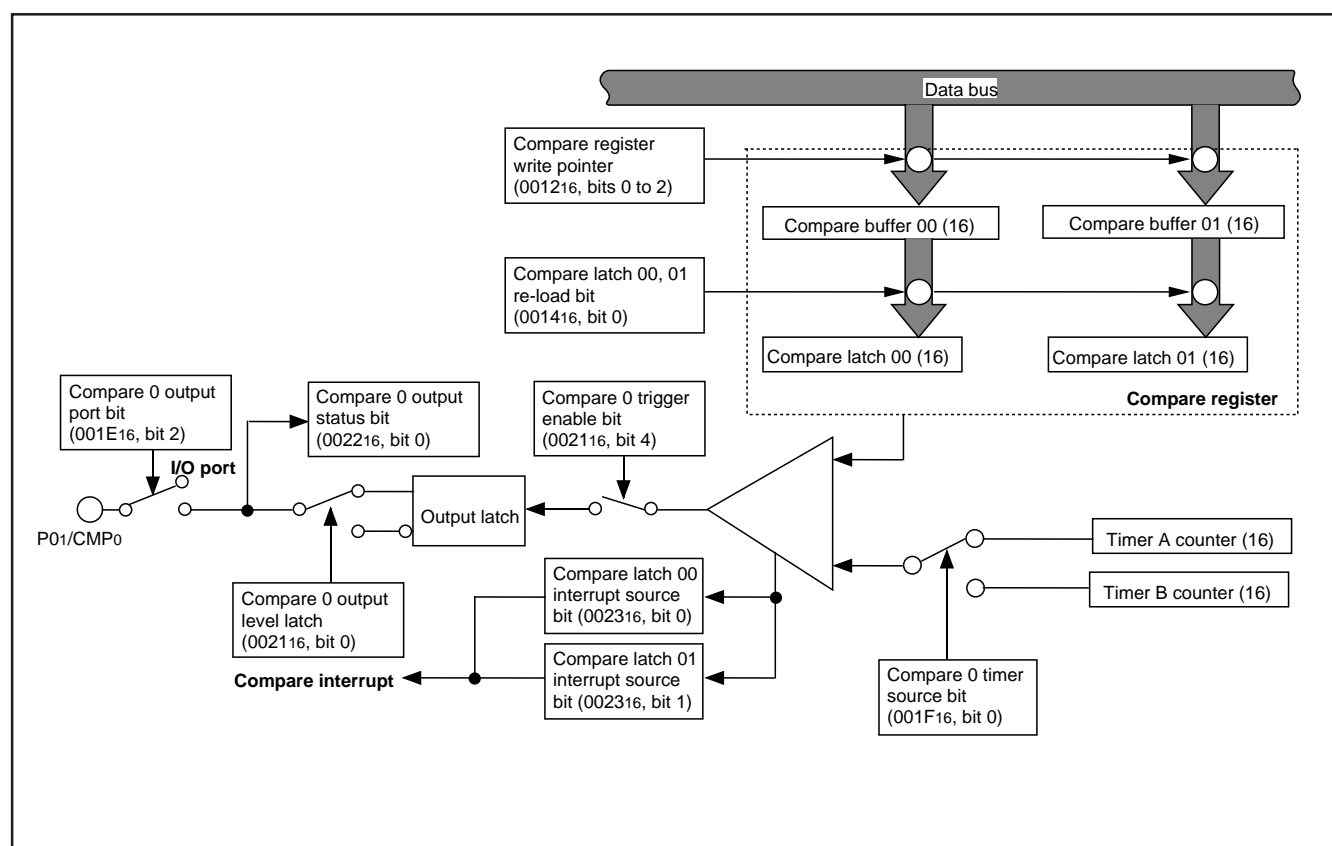 Data bus
Compare register
write pointer
(001216, bits 0 to 2)
Compare buffer 00 (16)
Compare buffer 01 (16)
Compare latch 00, 01
re-load bit
(001416, bit 0)
Compare latch 00 (16)
Compare latch 01 (16)
Compare register
Compare 0 output
port bit
(001E16, bit 2)
Compare 0 output
status bit
(002216, bit 0)
Compare 0 trigger
enable bit
(002116, bit 4)
I/O port
Output latch
P01/CMP0
Timer A counter (16)
Timer B counter (16)
Compare 0 output
level latch
(002116, bit 0)
Compare latch 00
interrupt source
bit (002316, bit 0)
Compare latch 01
interrupt source
bit (002316, bit 1)
Compare interrupt
Compare 0 timer
source bit
(001F16, bit 0)